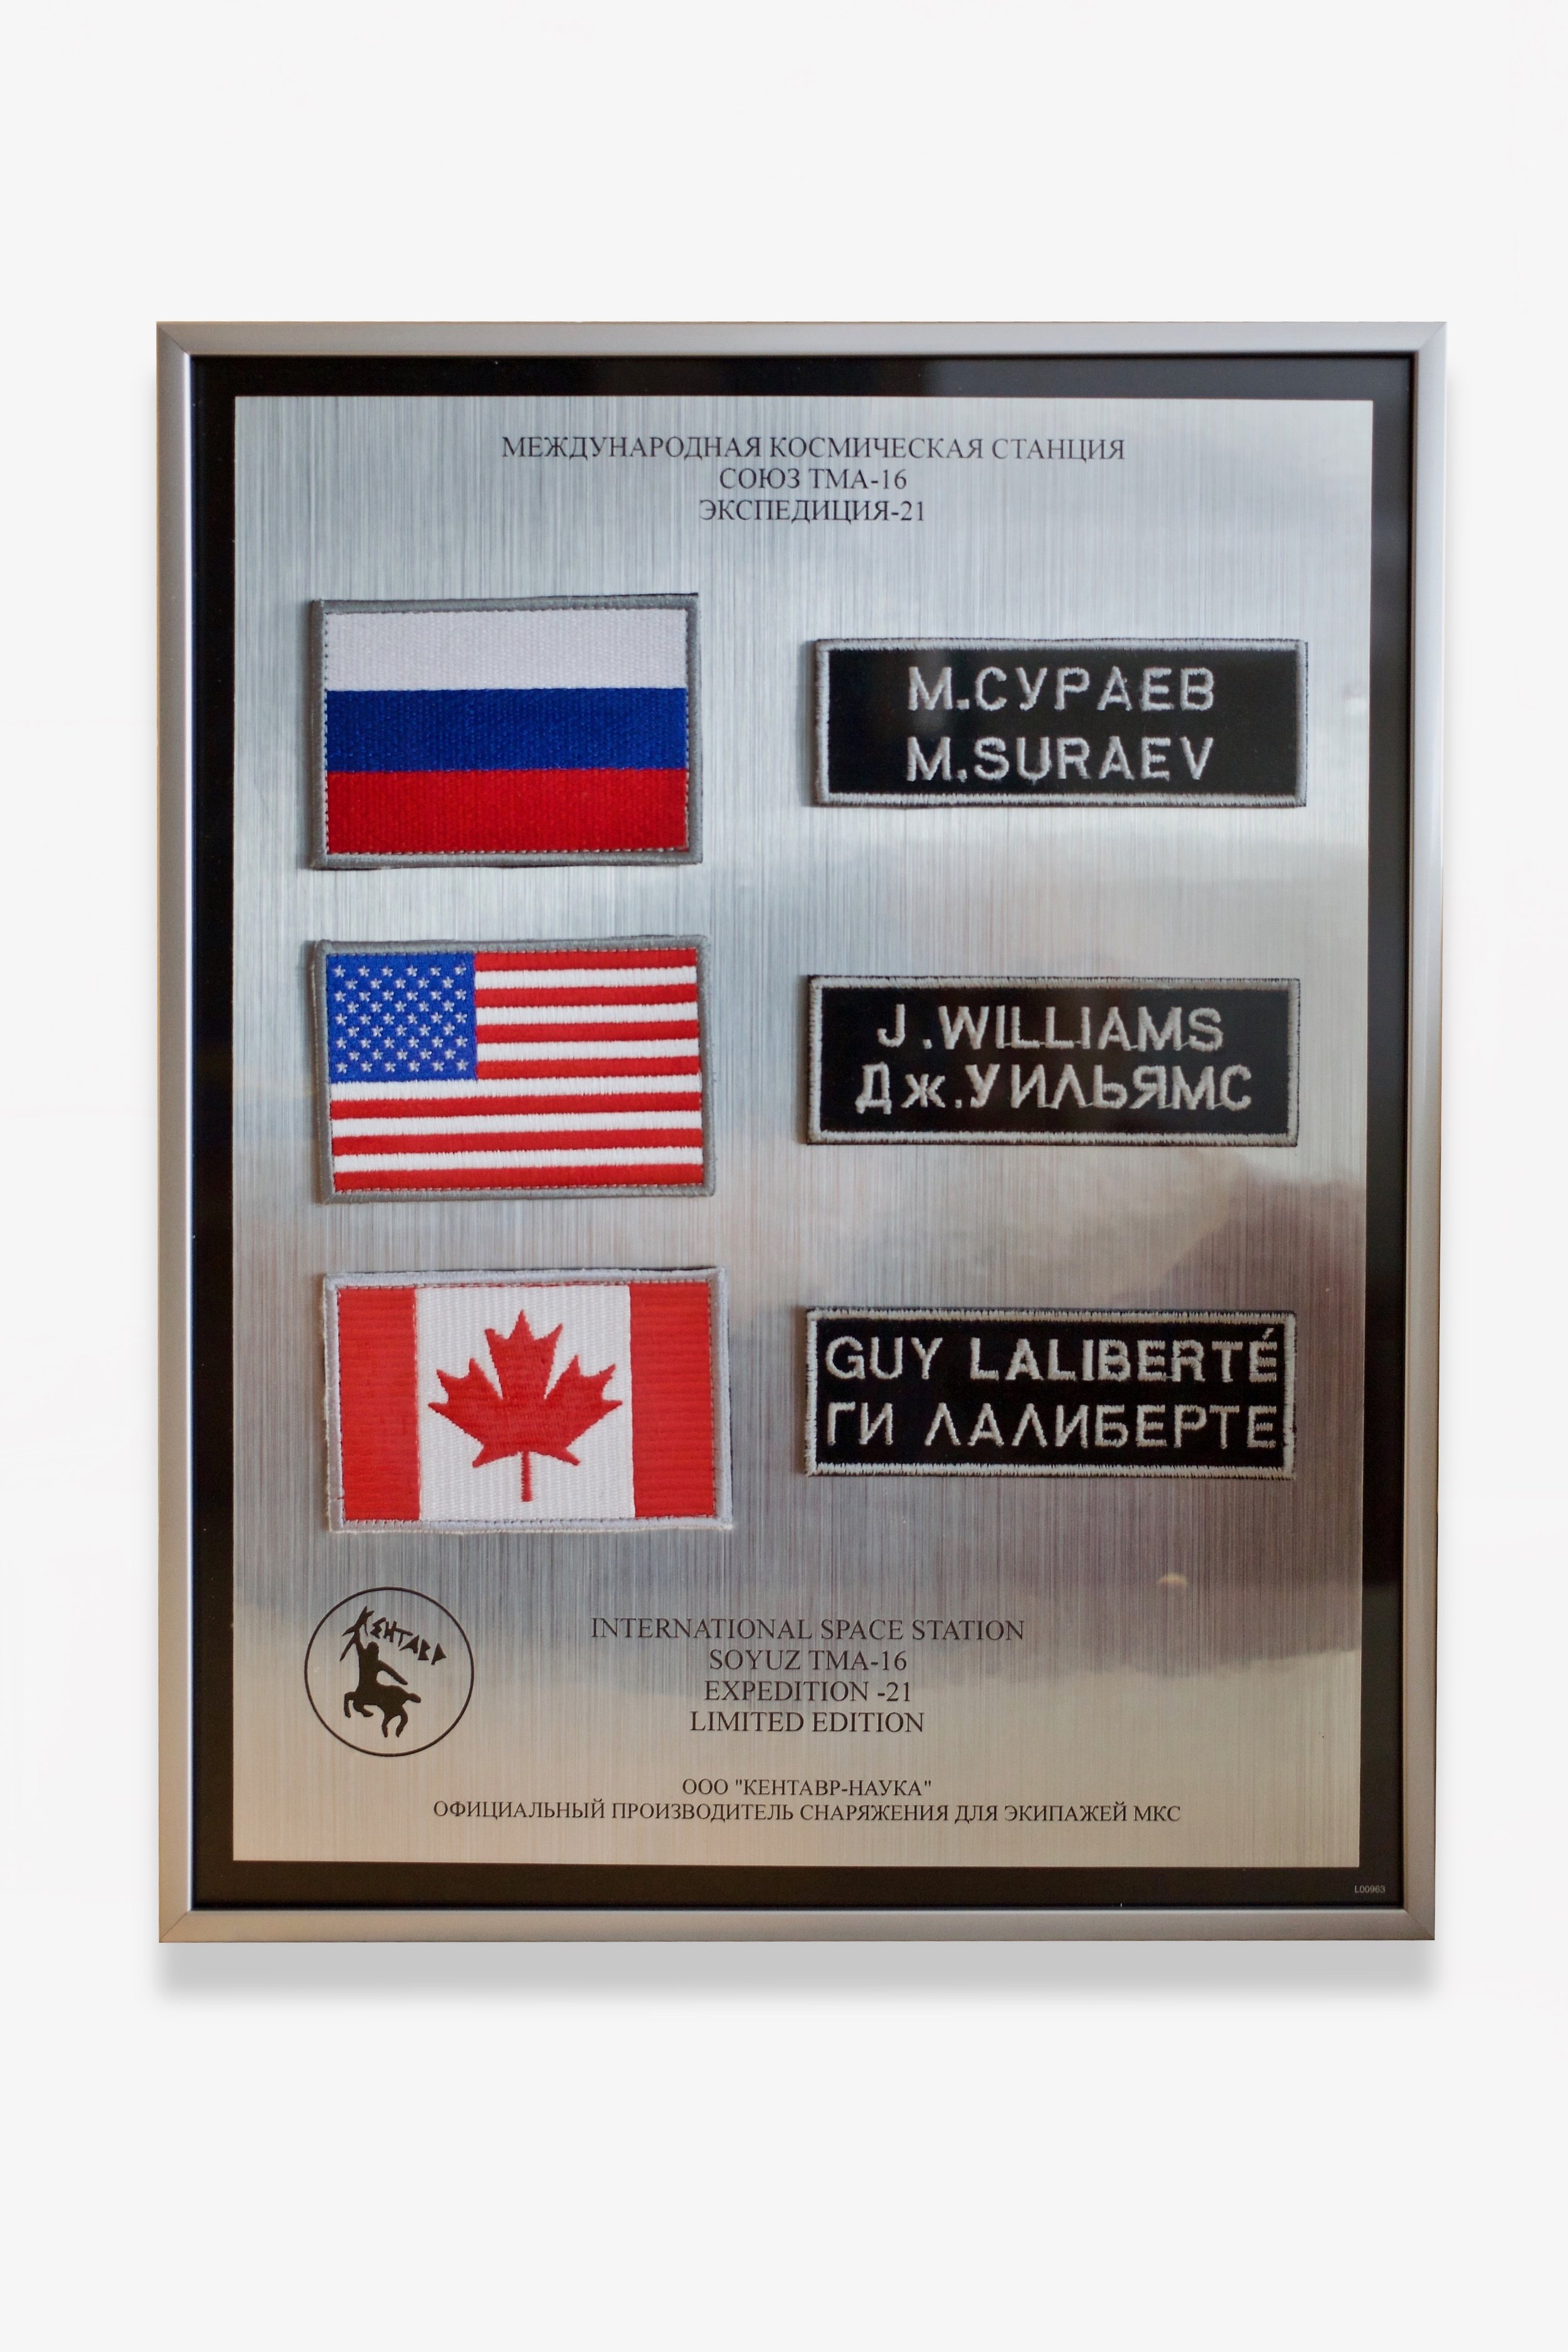 МЕЖДУНАРОДНАЯ КОСМИЧЕСКАЯ СТАНЦИЯ
СОЮЗ ТМА-16
ЭКСПЕДИЦИЯ-21
М.СУРАЕВ
M.SURAEV
J.WILLIAMS
Дж.УИЛЬЯМС
GUY LALIBERTÉ
ГИ ЛАЛИБЕРТЕ
КЕНТАВР
INTERNATIONAL SPACE STATION
SOYUZ TMA-16
EXPEDITION -21
LIMITED EDITION
ООО "КЕНТАВР-НАУКА"
ОФИЦИАЛЬНЫЙ ПРОИЗВОДИТЕЛЬ СНАРЯЖЕНИЯ ДЛЯ ЭКИПАЖЕЙ МКС
L00963